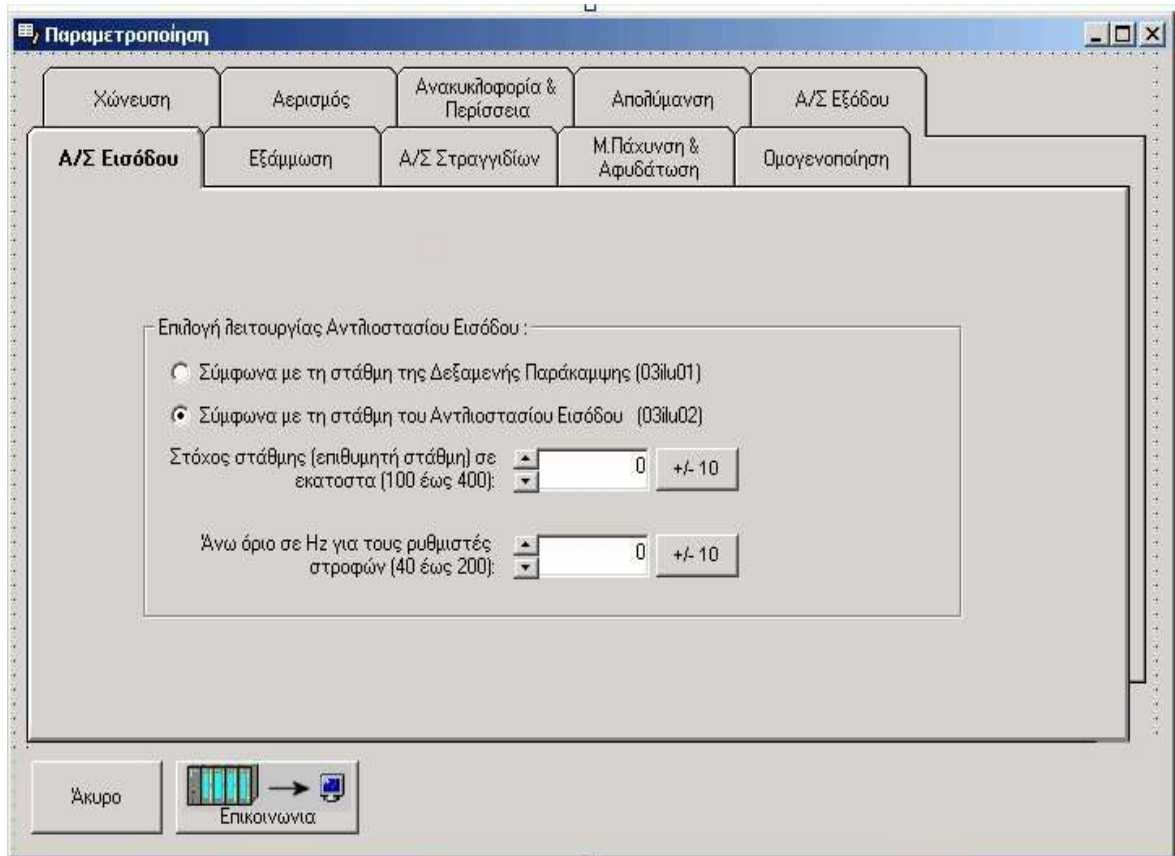 Παραμετροποίηση
Χώνευση
Αερισμός
Ανακυκλοφορία &
Περίσσεια
Απολύμανση
Α/Σ Εξόδου
Α/Σ Εισόδου
Εξάμμωση
Α/Σ Στραγγιδίων
Μ.Πάχυνση &
Αφυδάτωση
Ομογενοποίηση
Επιλογή λειτουργίας Αντλιοστασίου Εισόδου :
Σύμφωνα με τη στάθμη της Δεξαμενής Παράκαμψης (03ilu01)
Σύμφωνα με τη στάθμη του Αντλιοστασίου Εισόδου (03ilu02)
Στόχος στάθμης (επιθυμητή στάθμη) σε
εκατοστα (100 έως 400):
0
+/- 10
Άνω όριο σε Hz για τους ρυθμιστές
στροφών (40 έως 200):
0
+/- 10
Άκυρο
Επικοινωνια